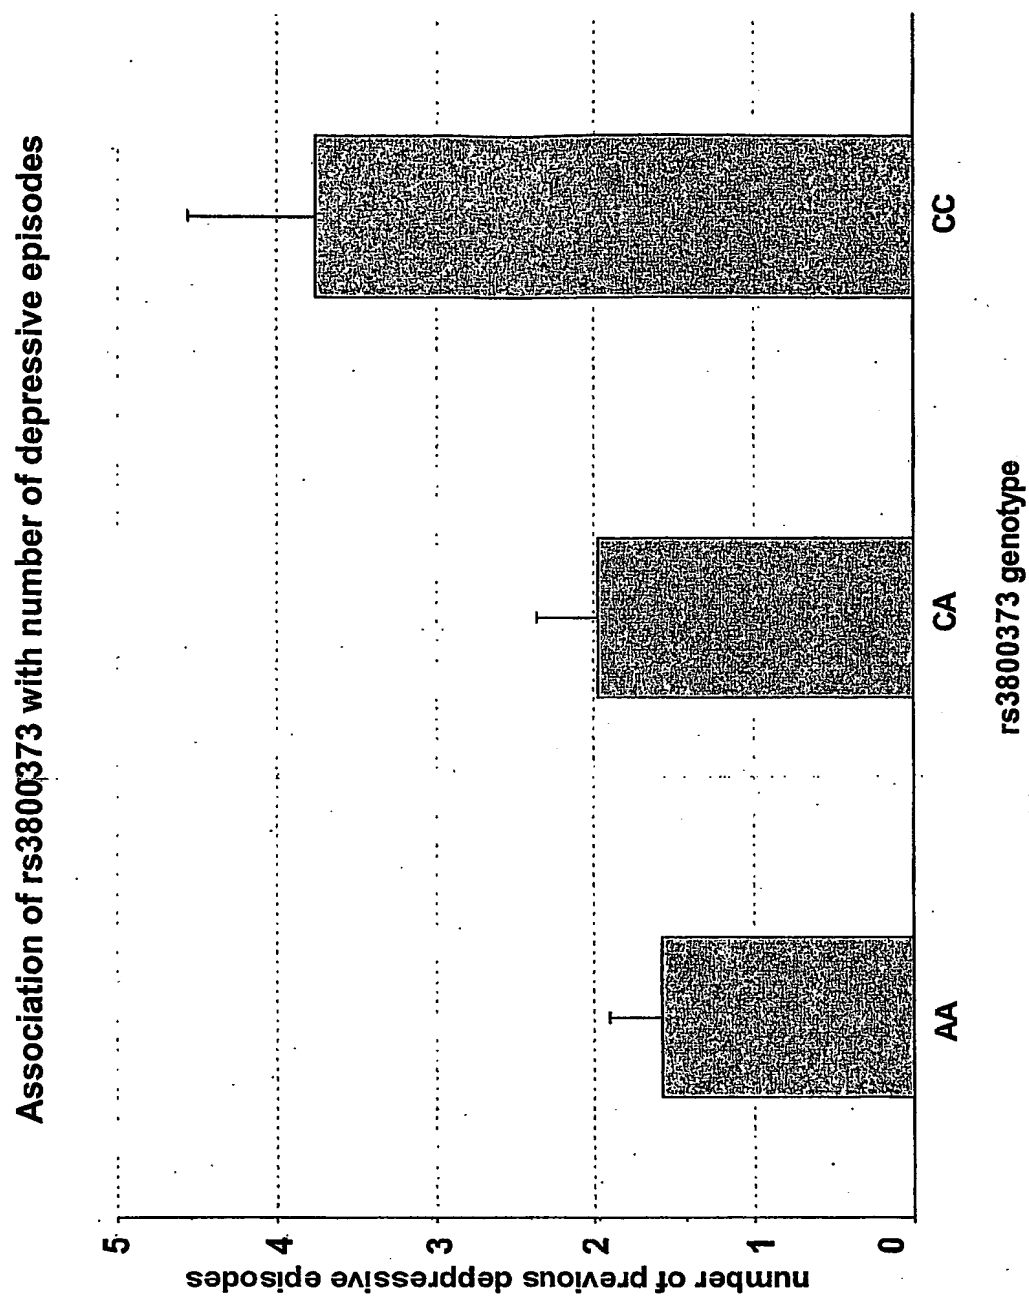 Association of rs3800373 with number of depressive episodes
number of previous deppressive episodes
5
4
3
2
1
0
AA
CA
CC
rs3800373 genotype